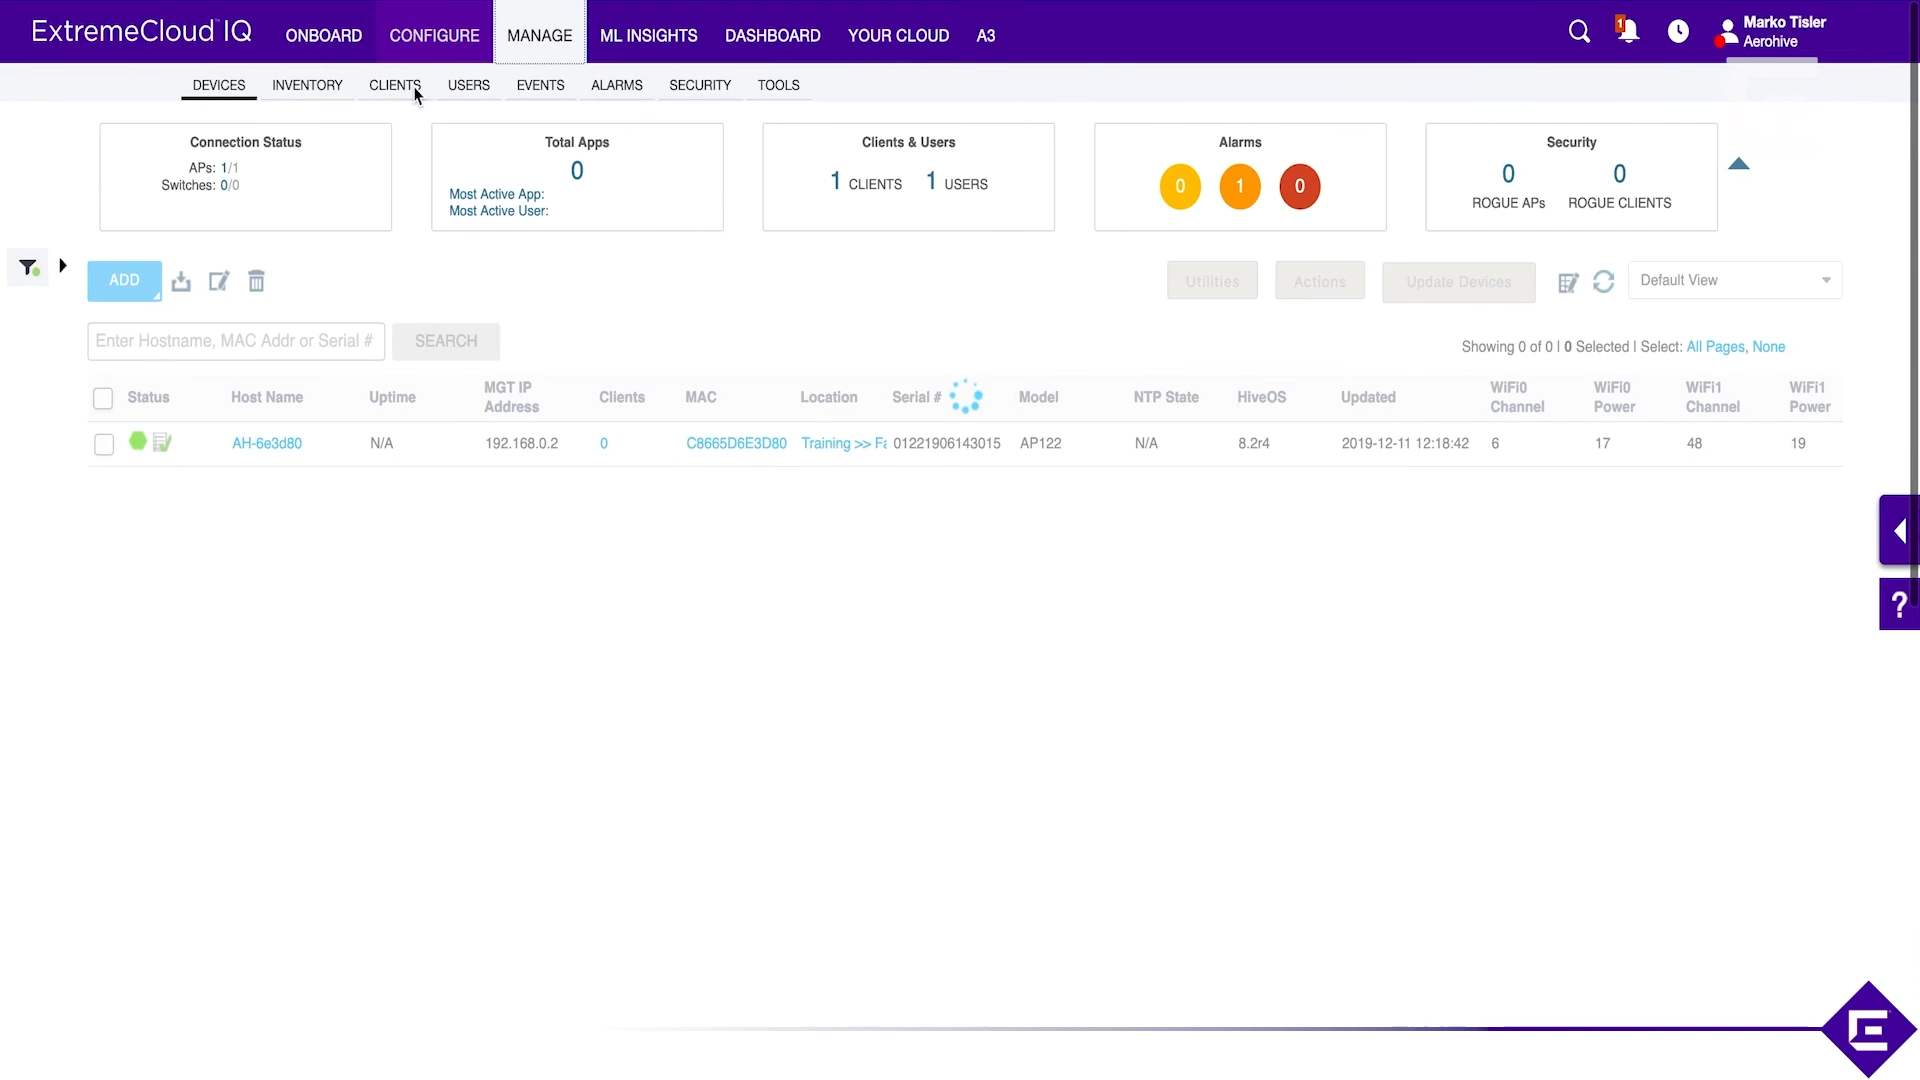 ExtremeCloud™ IQ ONBOARD CONFIGURE MANAGE ML INSIGHTS DASHBOARD YOUR CLOUD A3 1 Marko Tisler
Aerohive
DEVICES INVENTORY CLIENTS USERS EVENTS ALARMS SECURITY TOOLS
Connection Status
APs: 1/1
Switches: 0/0
Total Apps
0
Most Active App:
Most Active User:
Clients & Users
1 CLIENTS 1 USERS
Alarms
0 1 0
Security
0 0
ROGUE APs ROGUE CLIENTS
ADD Utilities Actions Update Devices Default View
Enter Hostname, MAC Addr or Serial # SEARCH
Showing 0 of 0 | 0 Selected | Select: All Pages, None
Status Host Name Uptime MGT IP Address Clients MAC Location Serial # Model NTP State HiveOS Updated WiFi0 Channel WiFi0 Power WiFi1 Channel WiFi1 Power
AH-6e3d80 N/A 192.168.0.2 0 C8665D6E3D80 Training >> Fa 01221906143015 AP122 N/A 8.2r4 2019-12-11 12:18:42 6 17 48 19
?